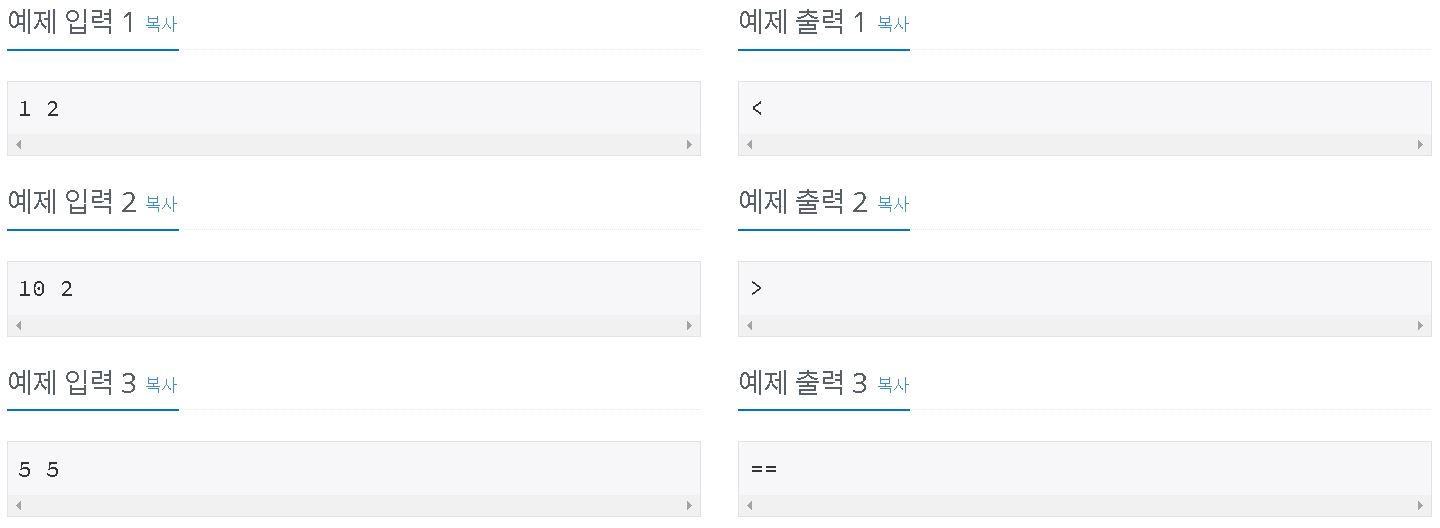 예제 입력 1 복사
예제 출력 1 복사
1 2
<
예제 입력 2 복사
예제 출력 2 복사
10 2
>
예제 입력 3 복사
예제 출력 3 복사
5 5
==